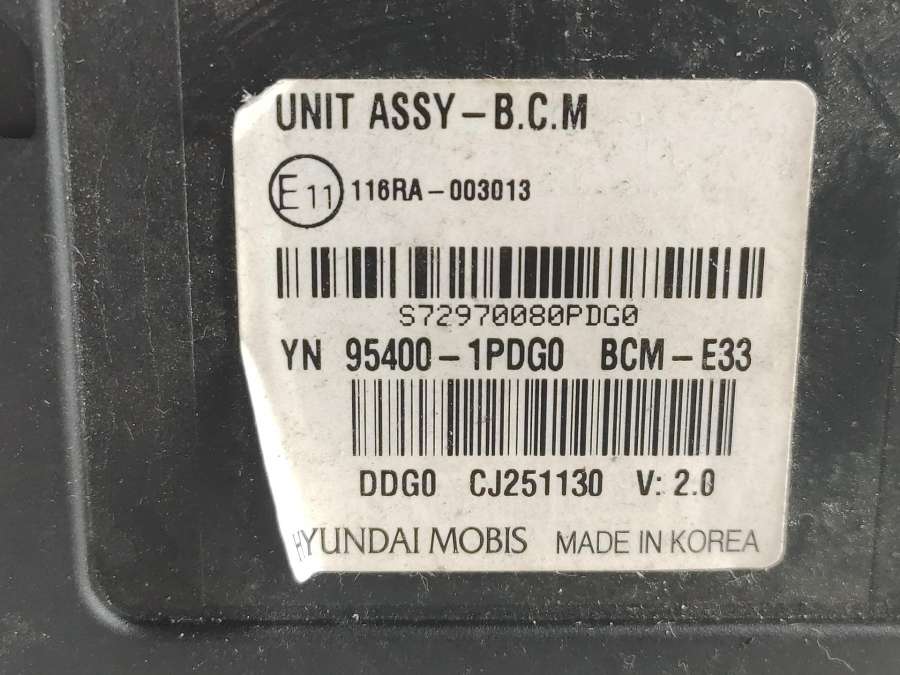 UNIT ASSY-B.C.M
E11 116RA-003013
S72970080PDG0
YN 95400-1PDG0 BCM-E33
DDG0 CJ251130 V: 2.0
HYUNDAI MOBIS MADE IN KOREA